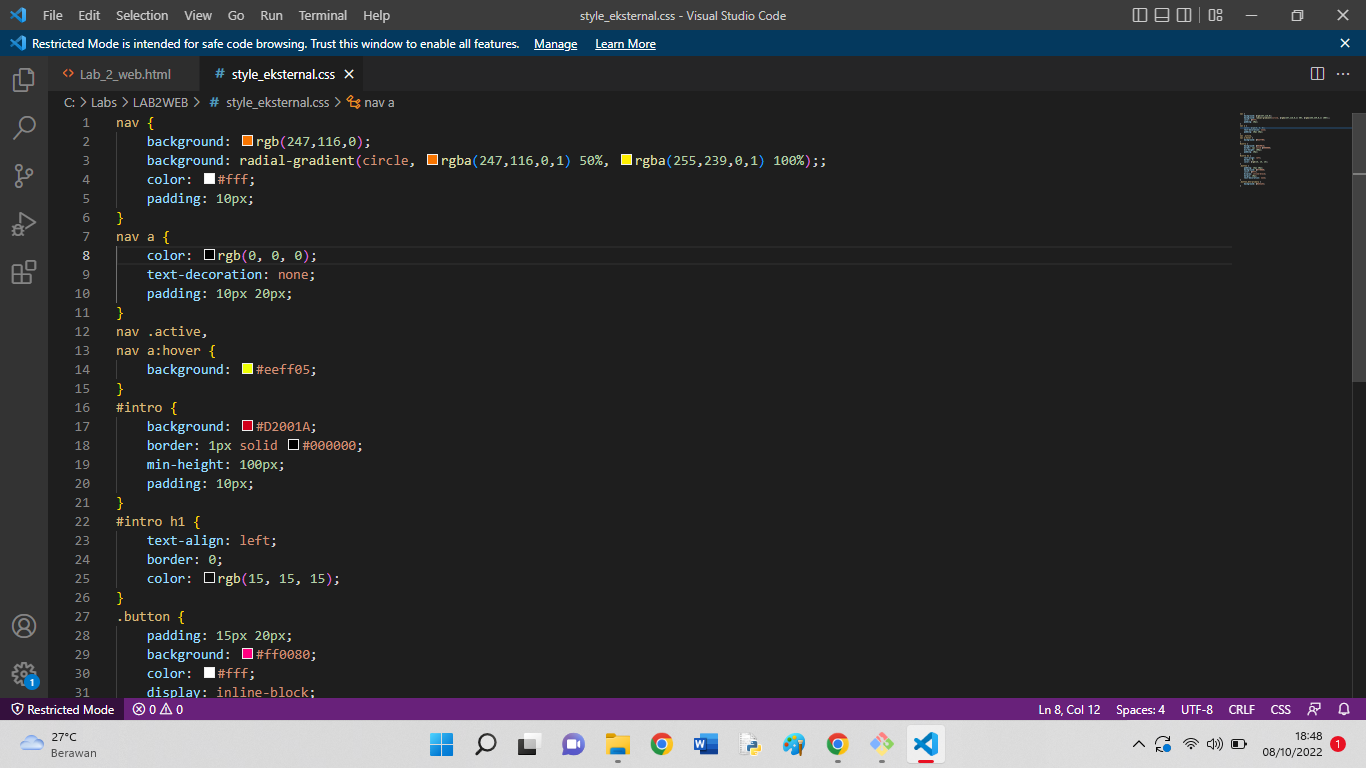 File Edit Selection View Go Run Terminal Help style_eksternal.css - Visual Studio Code
Restricted Mode is intended for safe code browsing. Trust this window to enable all features. Manage Learn More
Lab_2_web.html # style_eksternal.css
C: > Labs > LAB2WEB > # style_eksternal.css > nav a
1 nav {
2 background: rgb(247,116,0);
3 background: radial-gradient(circle, rgba(247,116,0,1) 50%, rgba(255,239,0,1) 100%);;
4 color: #fff;
5 padding: 10px;
6 }
7 nav a {
8 color: rgb(0, 0, 0);
9 text-decoration: none;
10 padding: 10px 20px;
11 }
12 nav .active,
13 nav a:hover {
14 background: #eeff05;
15 }
16 #intro {
17 background: #D2001A;
18 border: 1px solid #000000;
19 min-height: 100px;
20 padding: 10px;
21 }
22 #intro h1 {
23 text-align: left;
24 border: 0;
25 color: rgb(15, 15, 15);
26 }
27 .button {
28 padding: 15px 20px;
29 background: #ff0080;
30 color: #fff;
31 display: inline-block;
1
Restricted Mode 0 0 Ln 8, Col 12 Spaces: 4 UTF-8 CRLF CSS
27°C
Berawan
18:48
08/10/2022
1